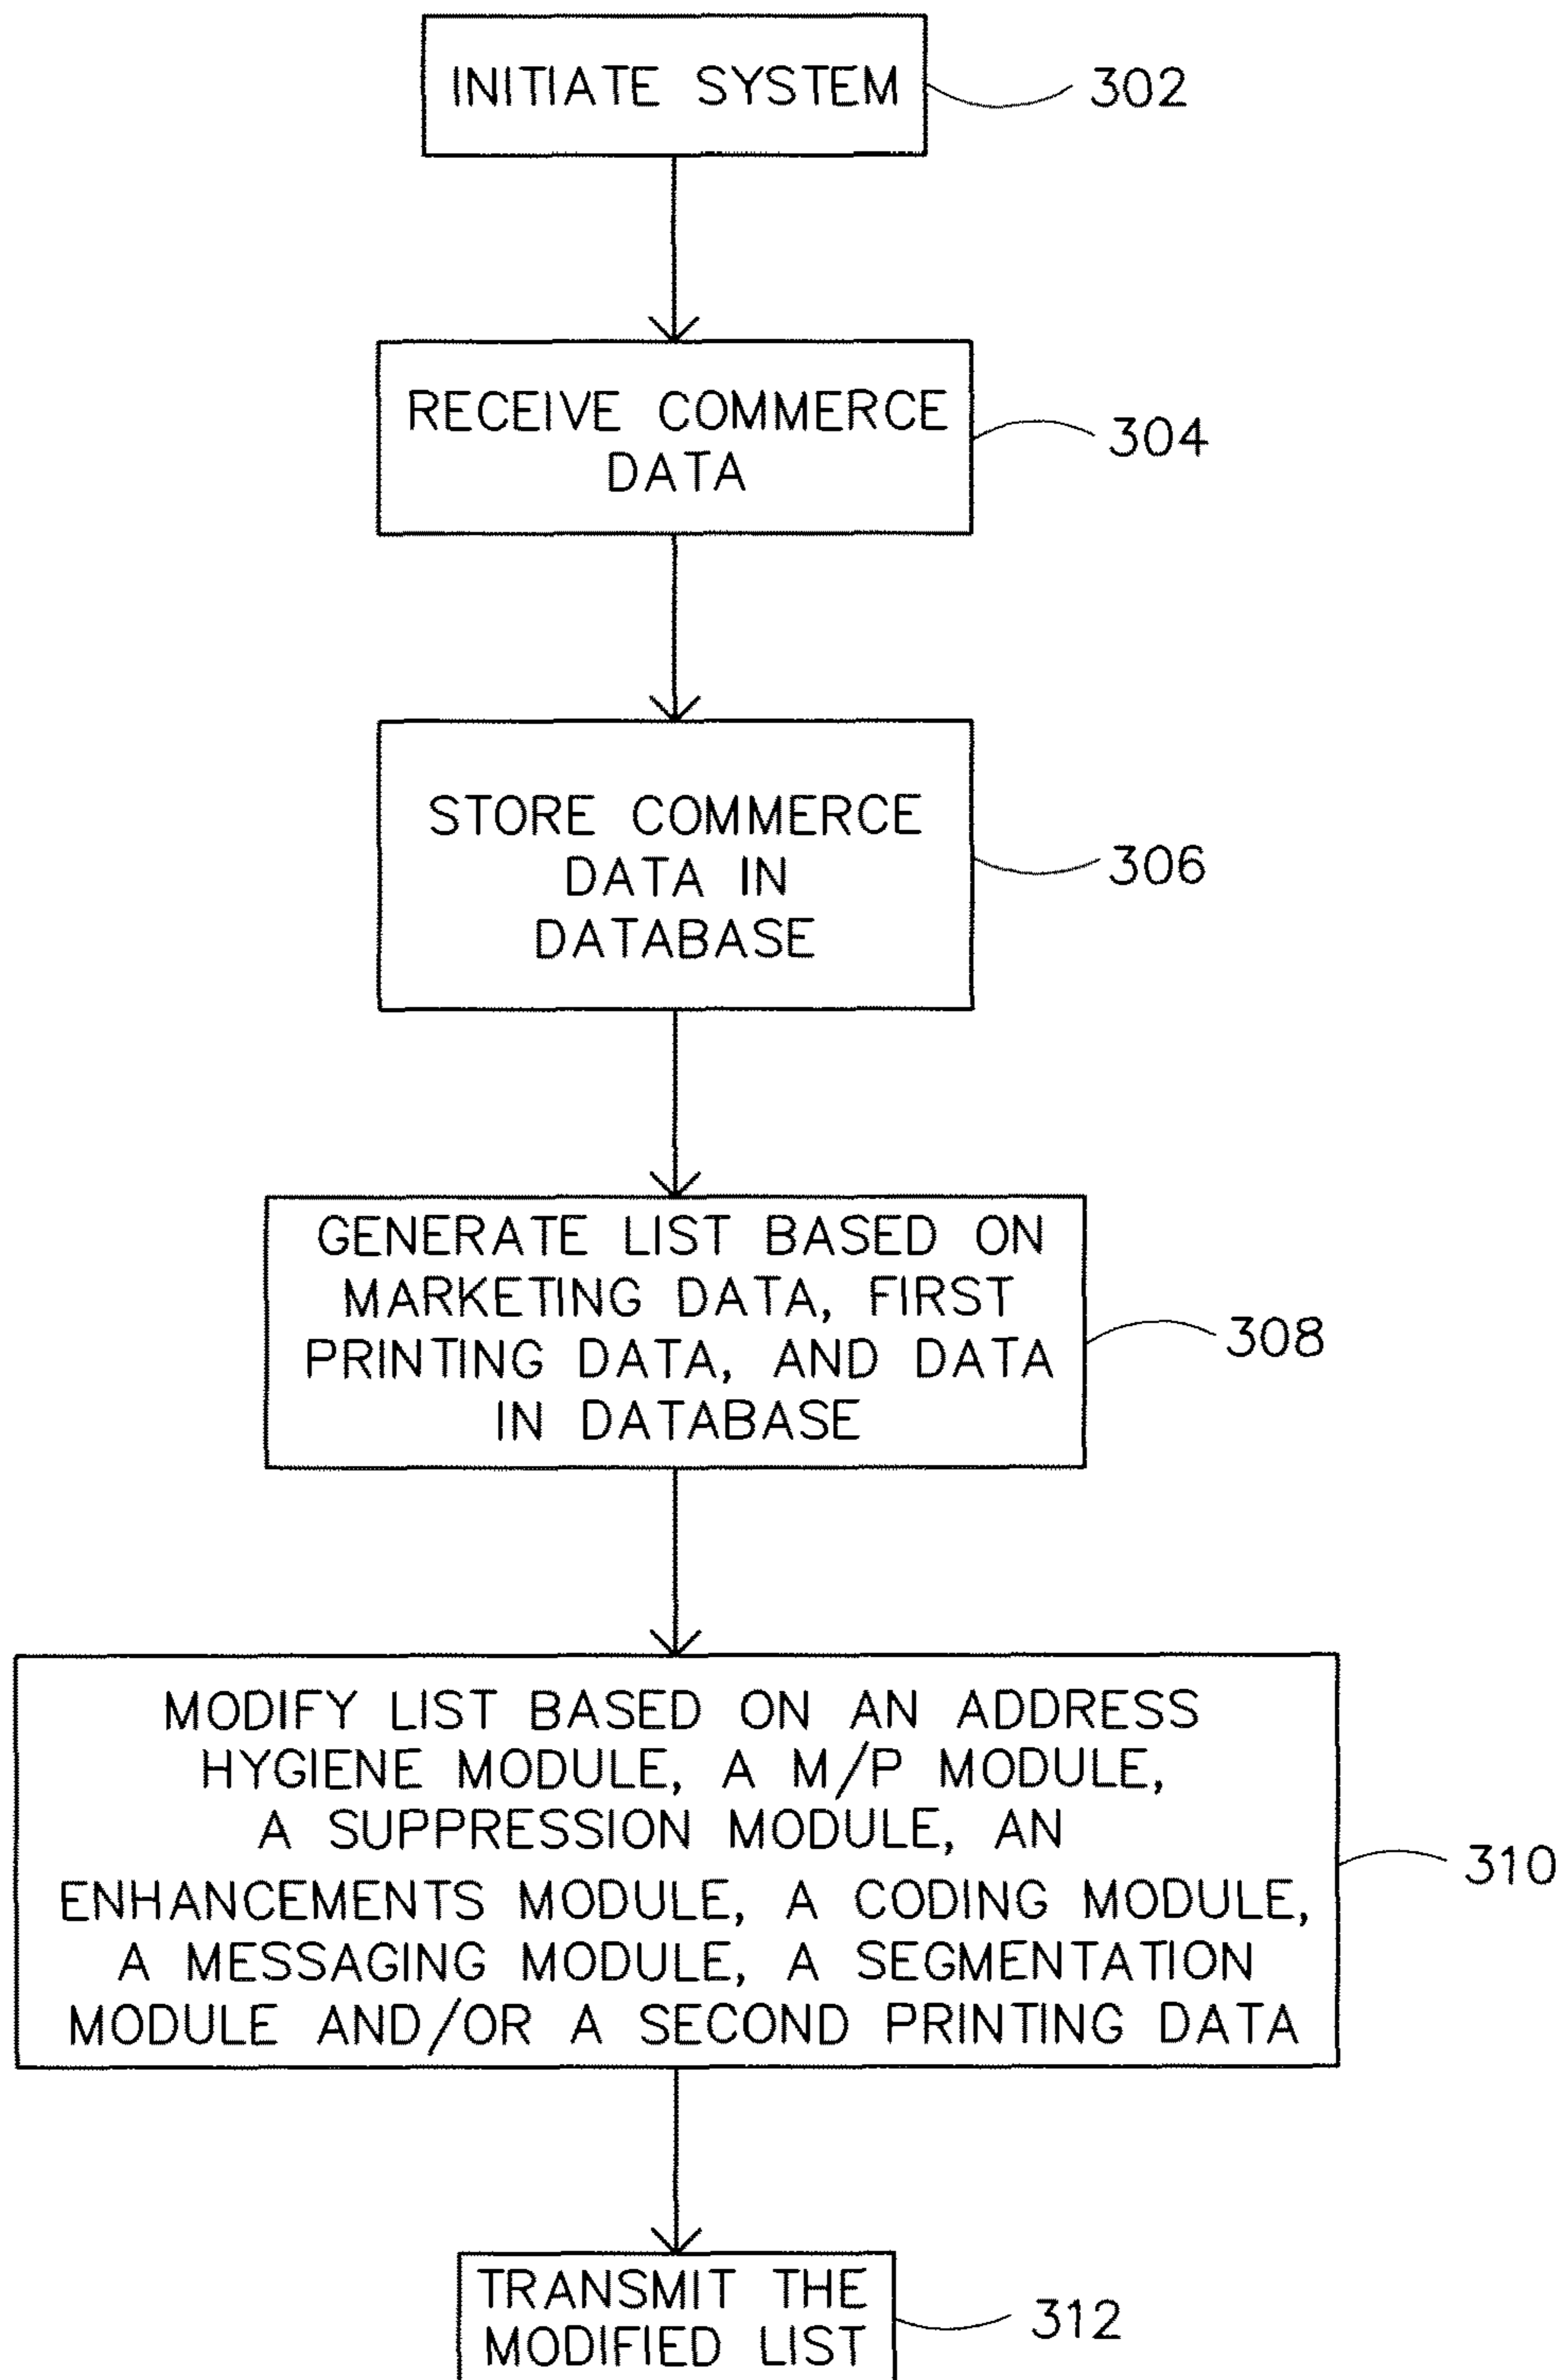 INITIATE SYSTEM
302
RECEIVE COMMERCE
DATA
304
STORE COMMERCE
DATA IN
DATABASE
306
GENERATE LIST BASED ON
MARKETING DATA, FIRST
PRINTING DATA, AND DATA
IN DATABASE
308
MODIFY LIST BASED ON AN ADDRESS
HYGIENE MODULE, A M/P MODULE,
A SUPPRESSION MODULE, AN
ENHANCEMENTS MODULE, A CODING MODULE,
A MESSAGING MODULE, A SEGMENTATION
MODULE AND/OR A SECOND PRINTING DATA
310
TRANSMIT THE
MODIFIED LIST
312